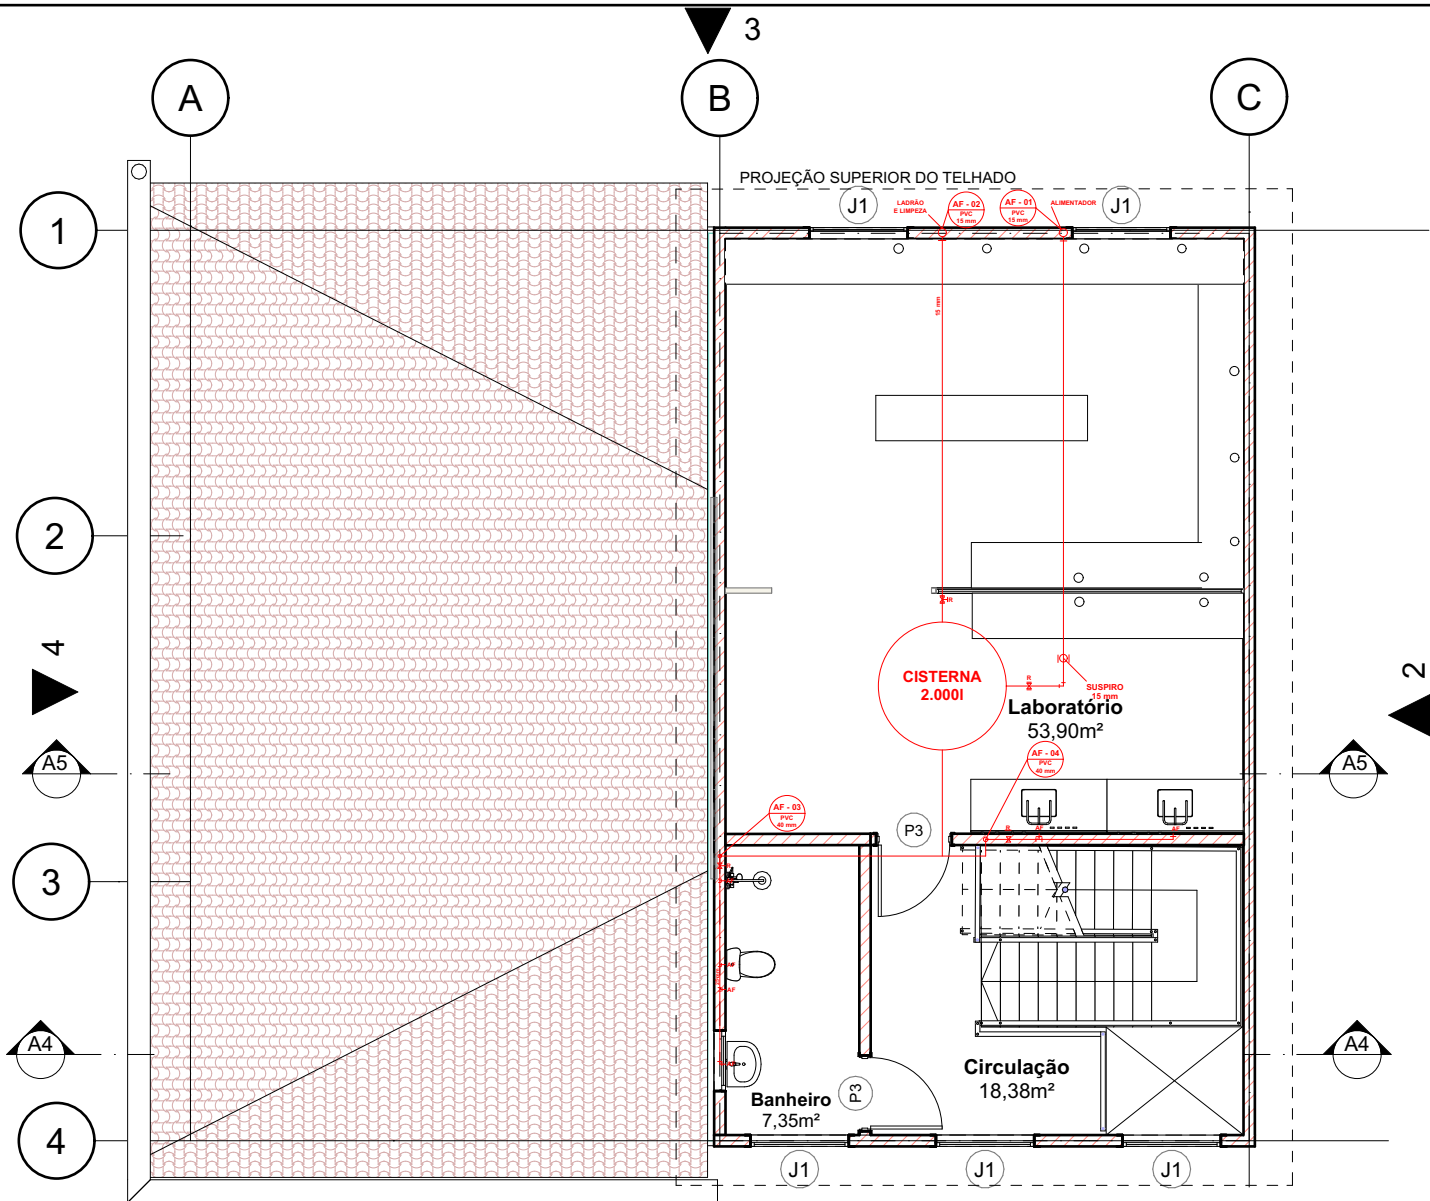 3
A
B
C
PROJEÇÃO SUPERIOR DO TELHADO
LADRÃO
E LIMPEZA
AF - 02
PVC
15 mm
AF - 01
PVC
15 mm
ALIMENTADOR
J1
J1
1
15 mm
2
R
4
2
CISTERNA
2.000l
R
SUSPIRO
15 mm
Laboratório
53,90m²
A5
A5
AF - 04
PVC
40 mm
AF - 03
PVC
40 mm
P3
R
AF
AF
R
3
AF
AF
A4
A4
Circulação
18,38m²
P3
Banheiro
7,35m²
4
J1
J1
J1